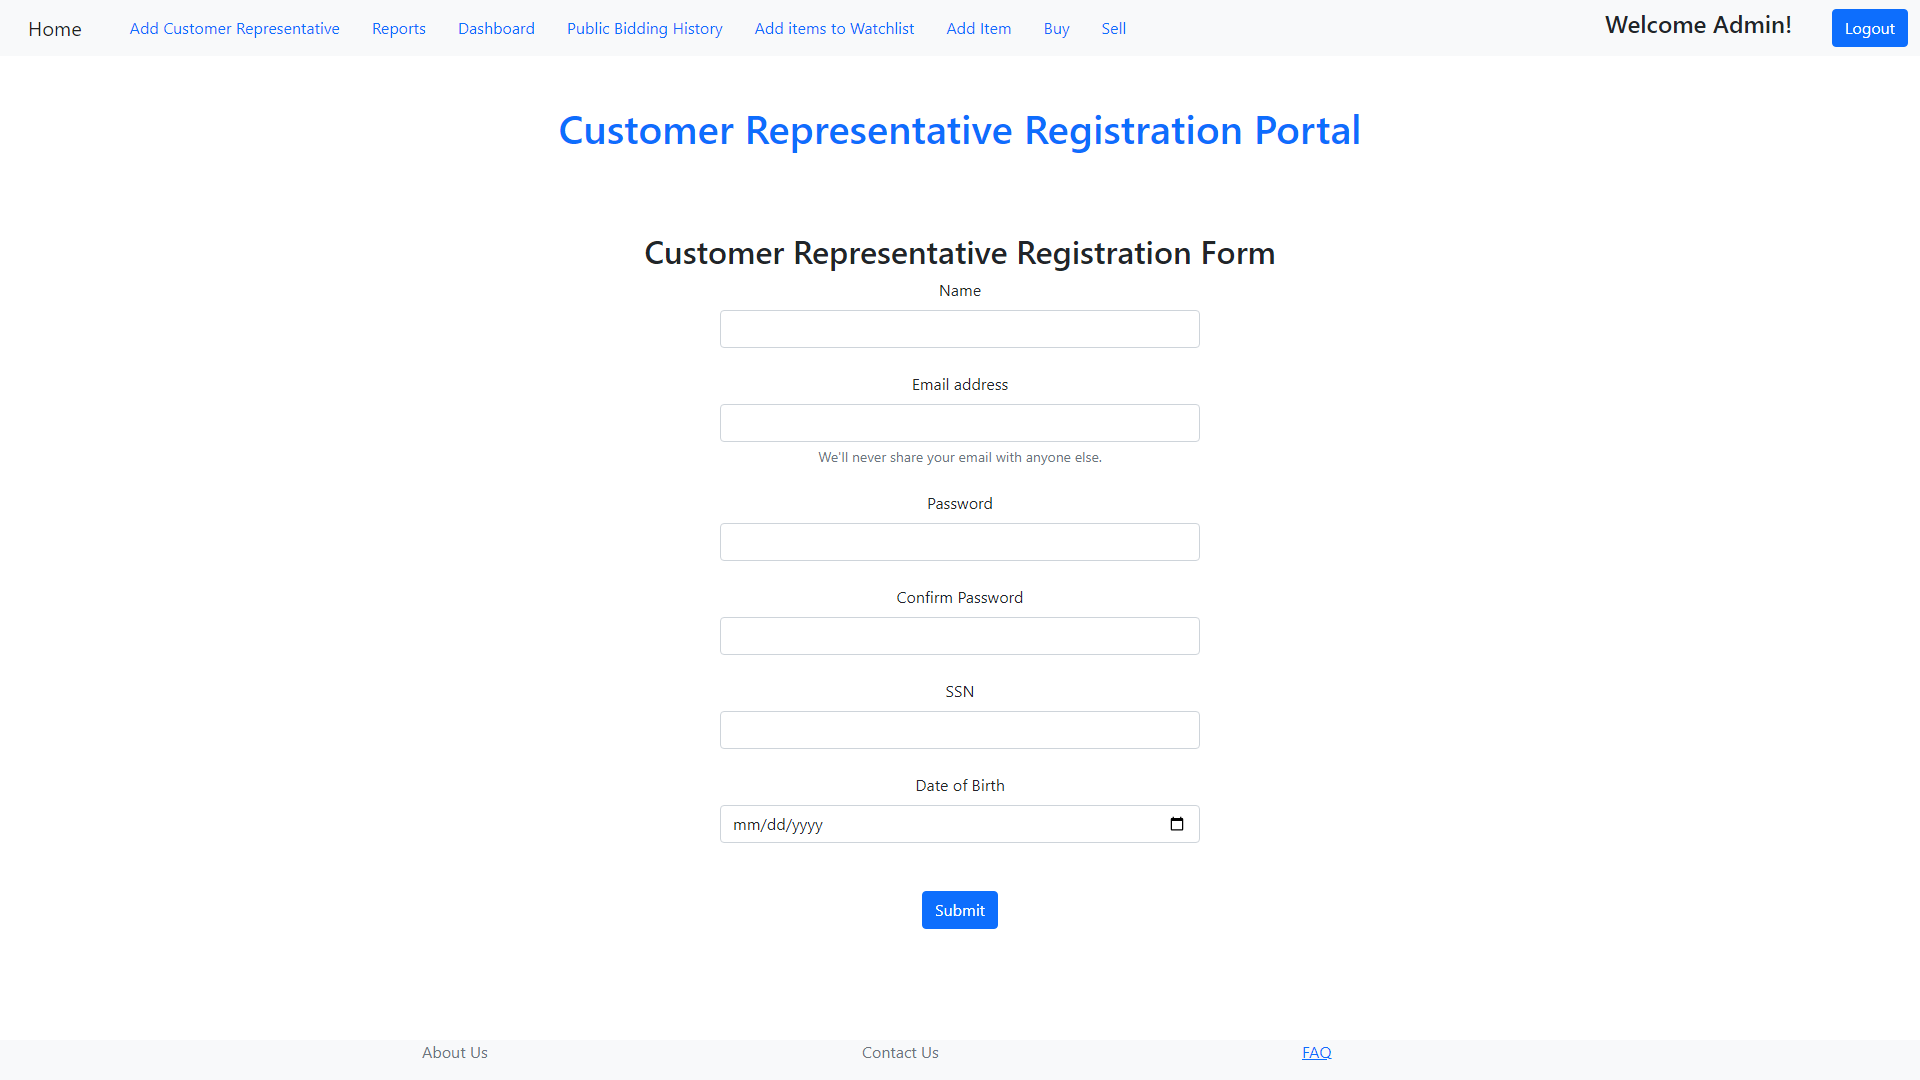 Home Add Customer Representative Reports Dashboard Public Bidding History Add items to Watchlist Add Item Buy Sell Welcome Admin! Logout
Customer Representative Registration Portal
Customer Representative Registration Form
Name
Email address
We'll never share your email with anyone else.
Password
Confirm Password
SSN
Date of Birth
mm/dd/yyyy
Submit
About Us Contact Us FAQ